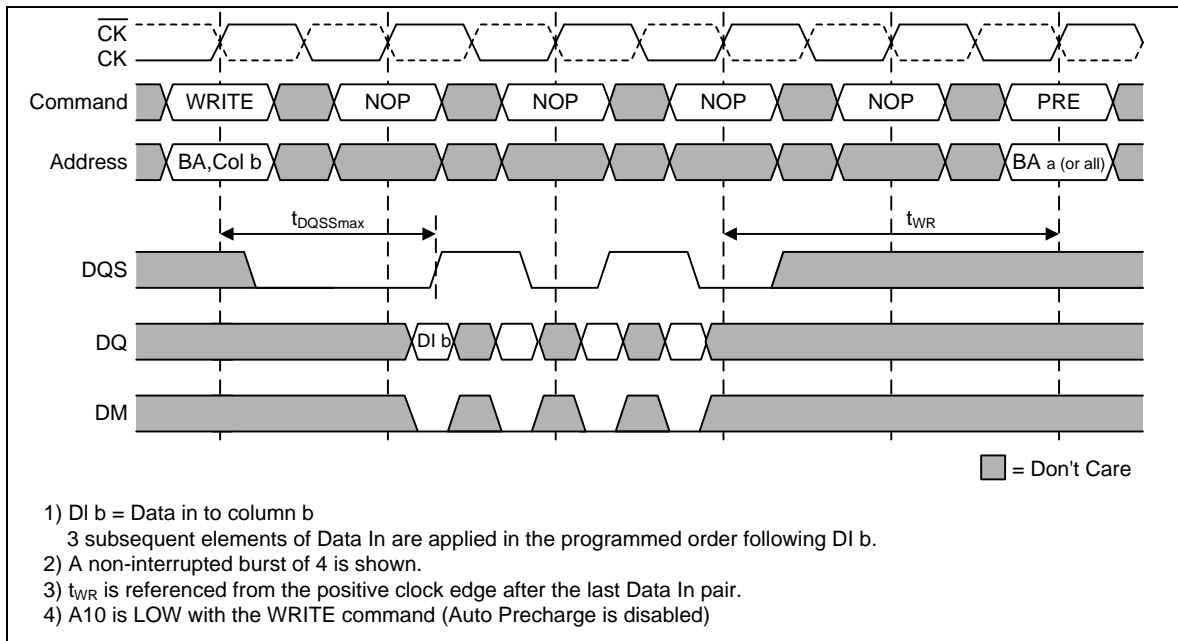 CK
CK
Command WRITE NOP NOP NOP NOP PRE
Address BA,Col b BA a (or all)
tDQSSmax tWR
DQS
DQ DI b
DM
= Don't Care
1) DI b = Data in to column b
3 subsequent elements of Data In are applied in the programmed order following DI b.
2) A non-interrupted burst of 4 is shown.
3) tWR is referenced from the positive clock edge after the last Data In pair.
4) A10 is LOW with the WRITE command (Auto Precharge is disabled)